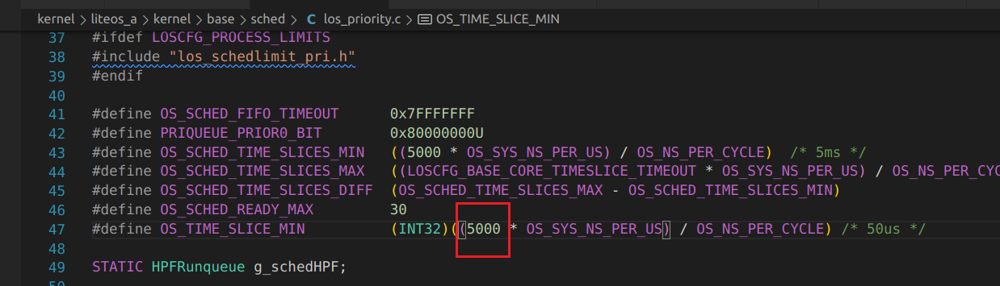 kernel > liteos_a > kernel > base > sched > C los_priority.c > OS_TIME_SLICE_MIN
37 #ifdef LOSCFG_PROCESS_LIMITS
38 #include "los_schedlimit_pri.h"
39 #endif
40
41 #define OS_SCHED_FIFO_TIMEOUT 0x7FFFFFFF
42 #define PRIQUEUE_PRIOR0_BIT 0x80000000U
43 #define OS_SCHED_TIME_SLICES_MIN ((5000 * OS_SYS_NS_PER_US) / OS_NS_PER_CYCLE) /* 5ms */
44 #define OS_SCHED_TIME_SLICES_MAX ((LOSCFG_BASE_CORE_TIMESLICE_TIMEOUT * OS_SYS_NS_PER_US) / OS_NS_PER_CYC
45 #define OS_SCHED_TIME_SLICES_DIFF (OS_SCHED_TIME_SLICES_MAX - OS_SCHED_TIME_SLICES_MIN)
46 #define OS_SCHED_READY_MAX 30
47 #define OS_TIME_SLICE_MIN (INT32)((5000 * OS_SYS_NS_PER_US) / OS_NS_PER_CYCLE) /* 50us */
48
49 STATIC HPFRunqueue g_schedHPF;
50